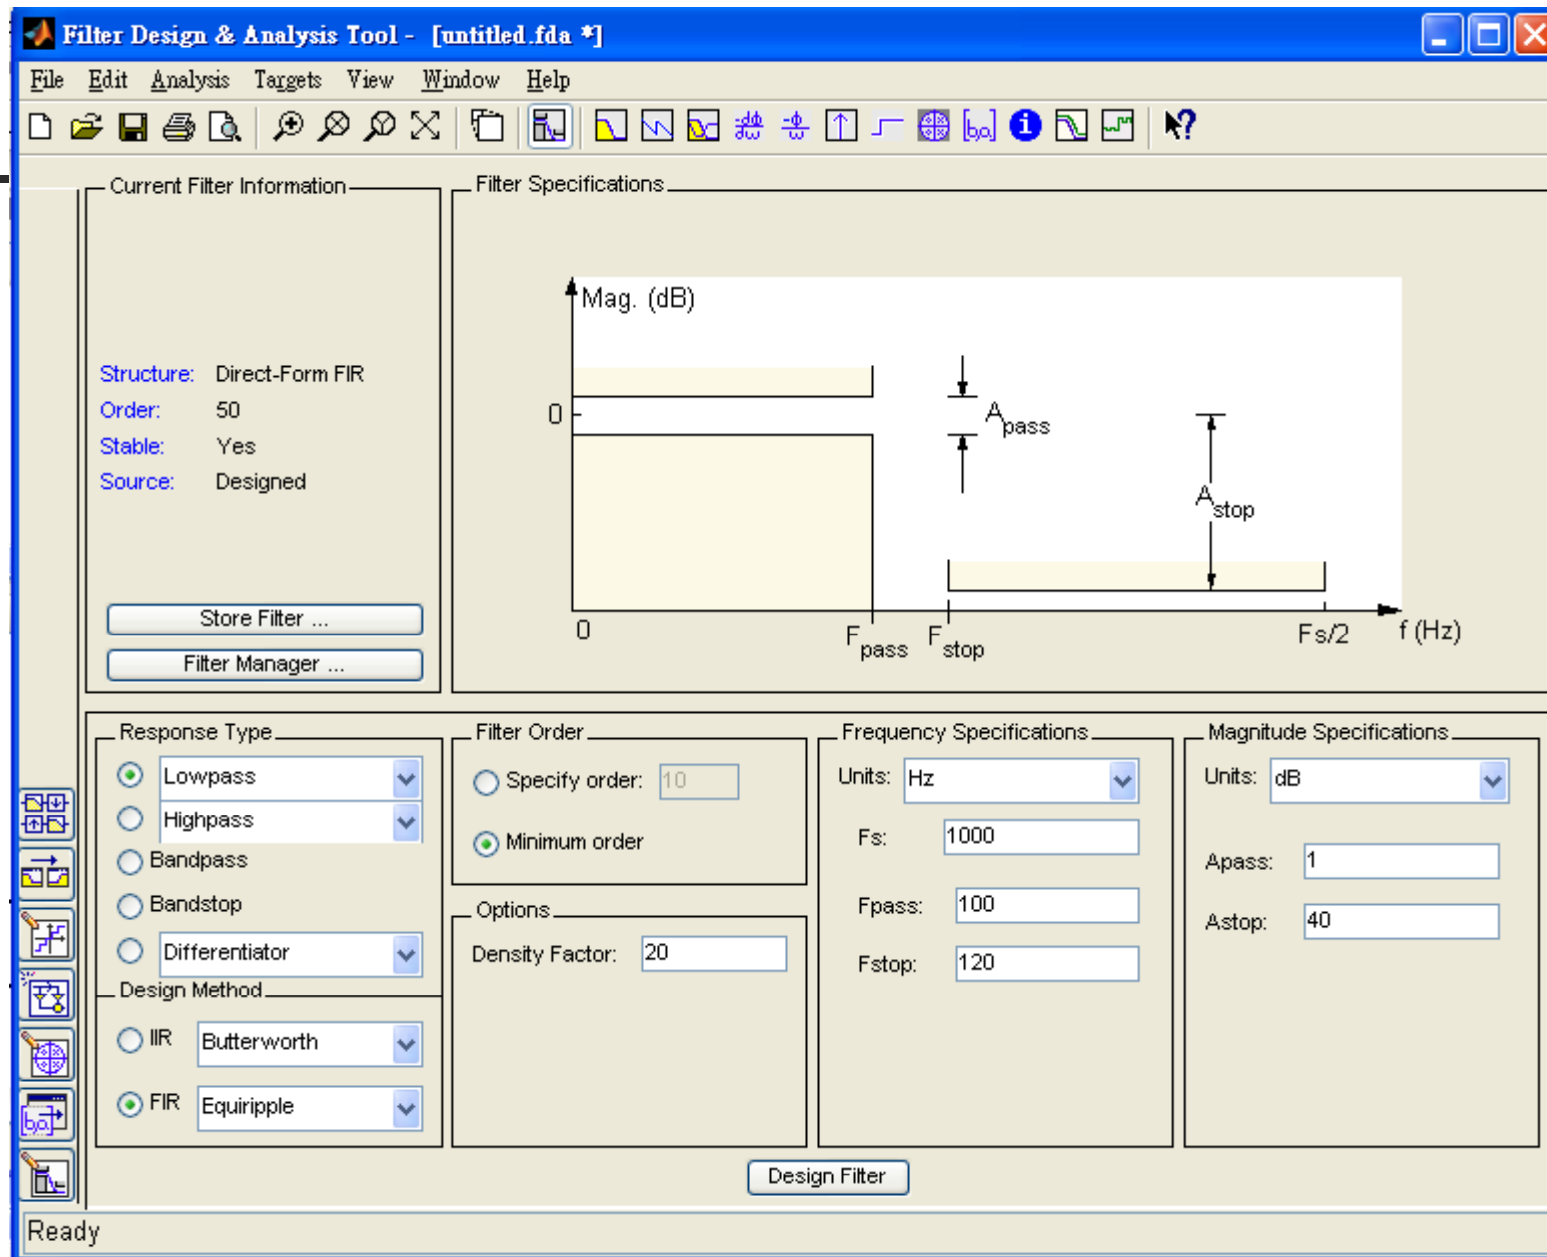 Filter Design & Analysis Tool - [untitled.fda *]
File Edit Analysis Targets View Window Help
Current Filter Information
Structure: Direct-Form FIR
Order: 50
Stable: Yes
Source: Designed
Store Filter ...
Filter Manager ...
Filter Specifications
Mag. (dB)
0
Apass
Astop
0
Fpass
Fstop
Fs/2
f (Hz)
Response Type
Lowpass
Highpass
Bandpass
Bandstop
Differentiator
Design Method
IIR Butterworth
FIR Equiripple
Filter Order
Specify order: 10
Minimum order
Options
Density Factor: 20
Frequency Specifications
Units: Hz
Fs: 1000
Fpass: 100
Fstop: 120
Magnitude Specifications
Units: dB
Apass: 1
Astop: 40
Design Filter
Ready